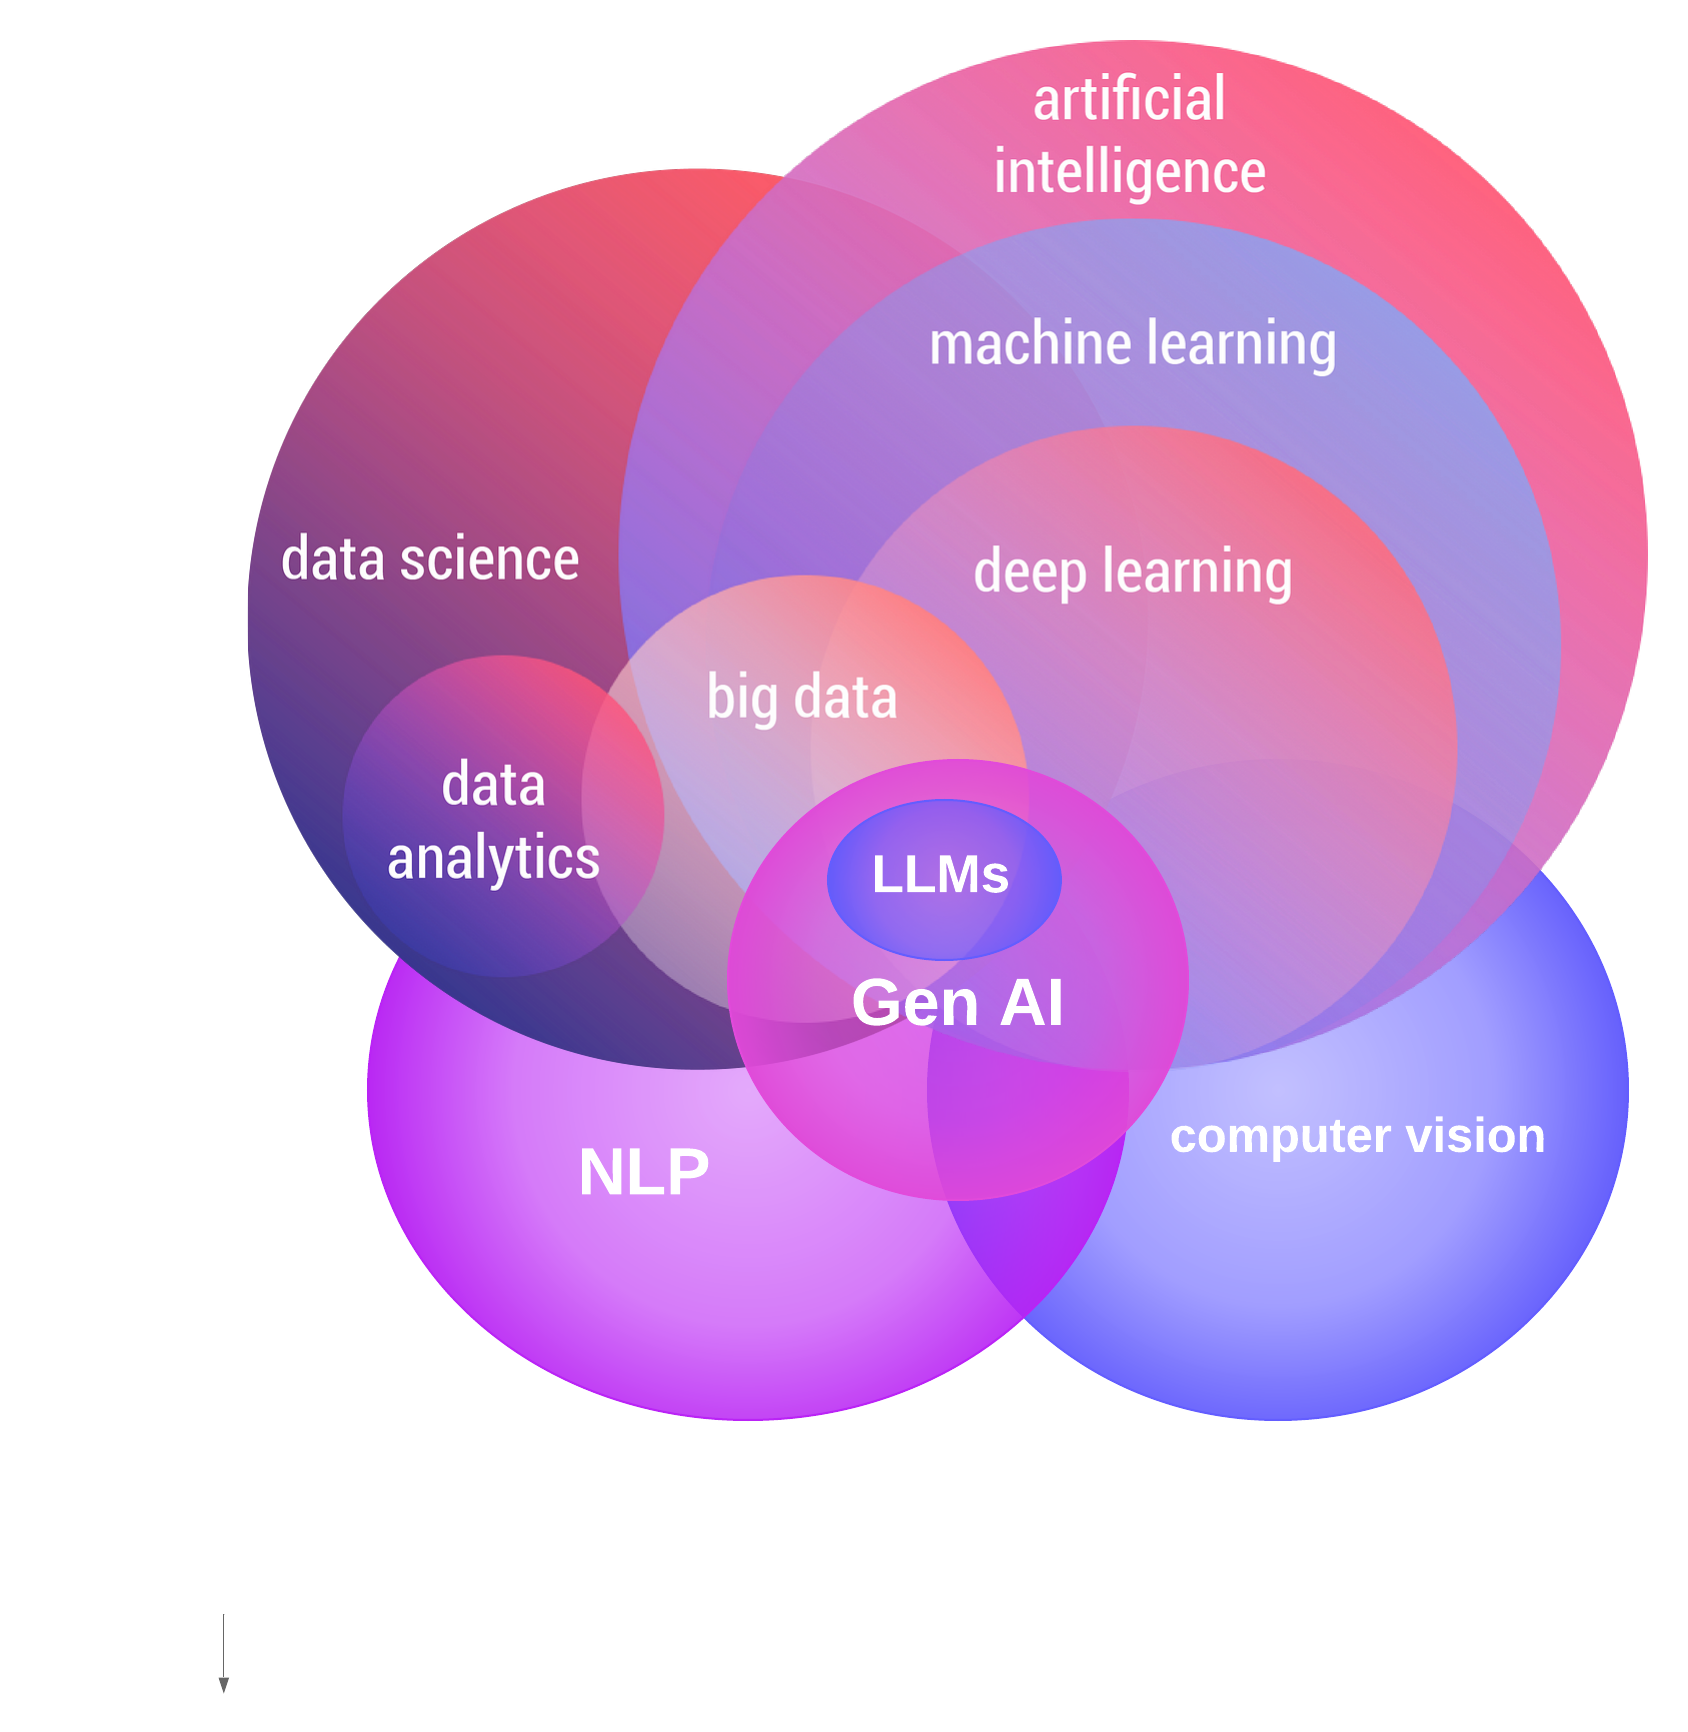 artificial
intelligence
machine learning
data science
deep learning
big data
data
analytics
LLMs
Gen AI
computer vision
NLP